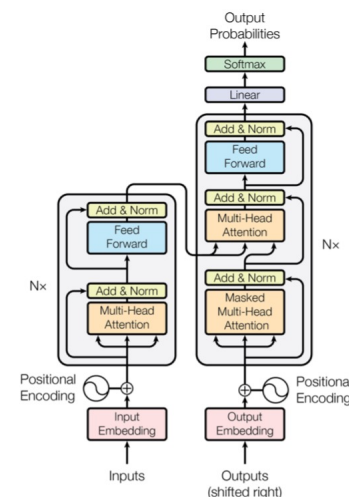 Output
Probabilities
Softmax
Linear
Add & Norm
Feed
Forward
Add & Norm
Multi-Head
Attention
Add & Norm
Masked
Multi-Head
Attention
Nx
Add & Norm
Feed
Forward
Add & Norm
Multi-Head
Attention
Nx
Positional
Encoding
Input
Embedding
Inputs
Positional
Encoding
Output
Embedding
Outputs
(shifted right)